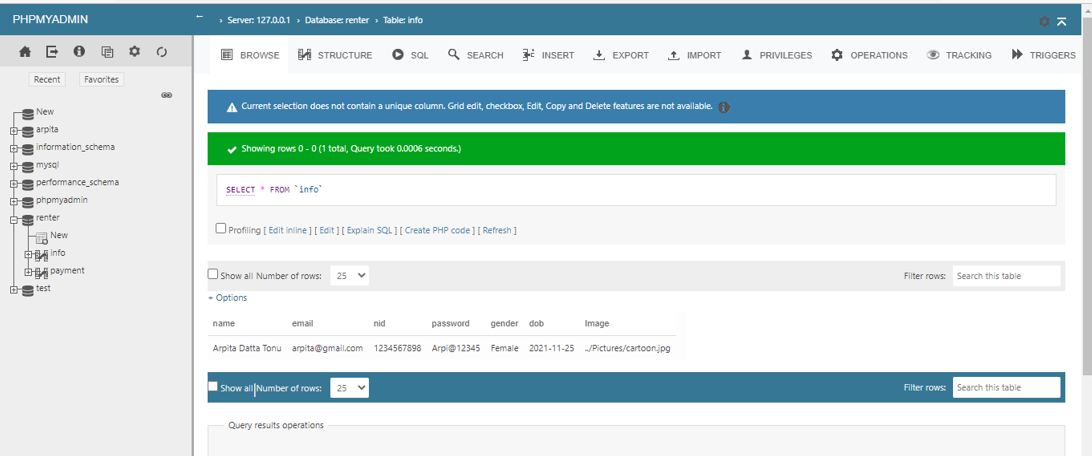 PHPMYADMIN
← › Server: 127.0.0.1 › Database: renter › Table: info
BROWSE STRUCTURE SQL SEARCH INSERT EXPORT IMPORT PRIVILEGES OPERATIONS TRACKING TRIGGERS
Recent Favorites
New
arpita
information_schema
mysql
performance_schema
phpmyadmin
renter
New
info
payment
test
Current selection does not contain a unique column. Grid edit, checkbox, Edit, Copy and Delete features are not available.
Showing rows 0 - 0 (1 total, Query took 0.0006 seconds.)
SELECT * FROM `info`
Profiling [ Edit inline ] [ Edit ] [ Explain SQL ] [ Create PHP code ] [ Refresh ]
Show all Number of rows: 25 Filter rows: Search this table
+ Options
name email nid password gender dob Image
Arpita Datta Tonu arpita@gmail.com 1234567898 Arpi@12345 Female 2021-11-25 ../Pictures/cartoon.jpg
Show all Number of rows: 25 Filter rows: Search this table
Query results operations